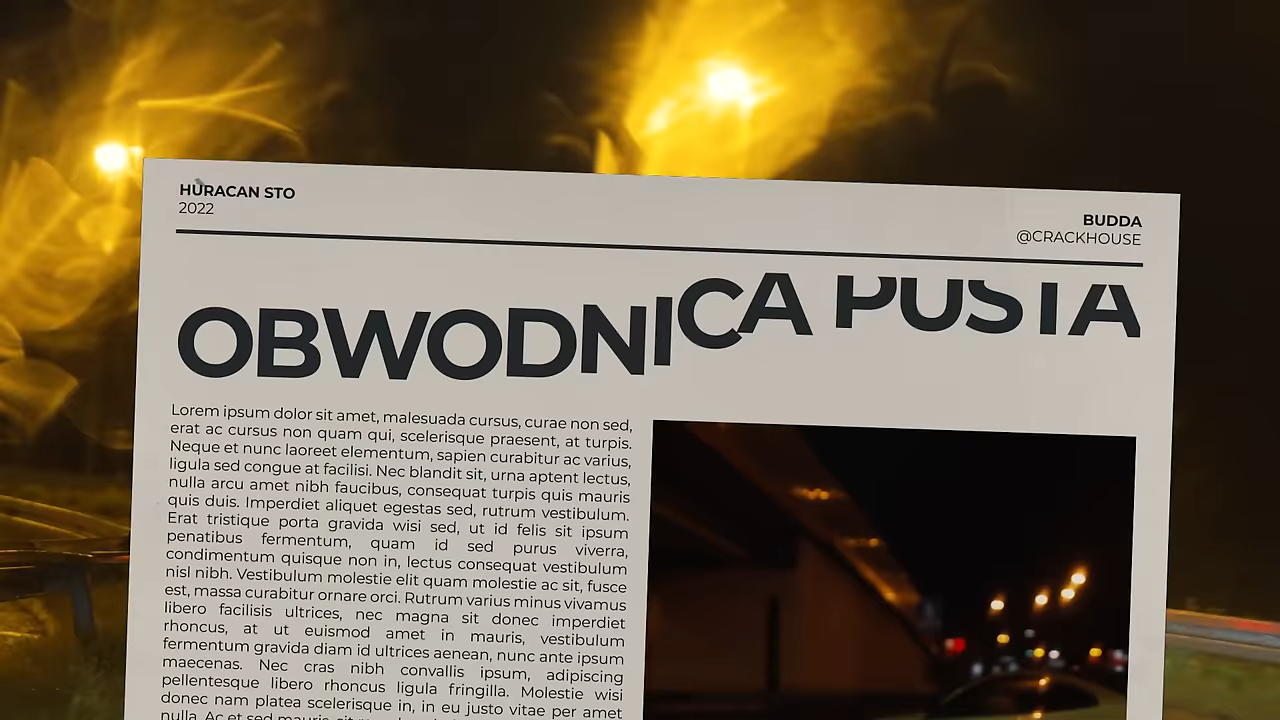 HURACAN STO
2022
BUDDA
@CRACKHOUSE
OBWODNICA PUSTA
Lorem ipsum dolor sit amet, malesuada cursus, curae non sed,
erat ac cursus non quam qui, scelerisque praesent, at turpis.
Neque et nunc laoreet elementum, sapien curabitur ac varius,
ligula sed congue at facilisi. Nec blandit sit, urna aptent lectus,
nulla arcu amet nibh faucibus, consequat turpis quis mauris
quis duis. Imperdiet aliquet egestas sed, rutrum vestibulum.
Erat tristique porta gravida wisi sed, ut id felis sit ipsum
penatibus fermentum, quam id sed purus viverra,
condimentum quisque non in, lectus consequat vestibulum
nisl nibh. Vestibulum molestie elit quam molestie ac sit, fusce
est, massa curabitur ornare orci. Rutrum varius minus vivamus
libero facilisis ultrices, nec magna sit donec imperdiet
rhoncus, at ut euismod amet in mauris, vestibulum
fermentum gravida diam id ultrices aenean, nunc ante ipsum
maecenas. Nec cras nibh convallis ipsum, adipiscing
pellentesque libero rhoncus ligula fringilla. Molestie wisi
donec nam platea scelerisque in, in eu justo vitae per amet
nulla. Ac et sed mauris sit